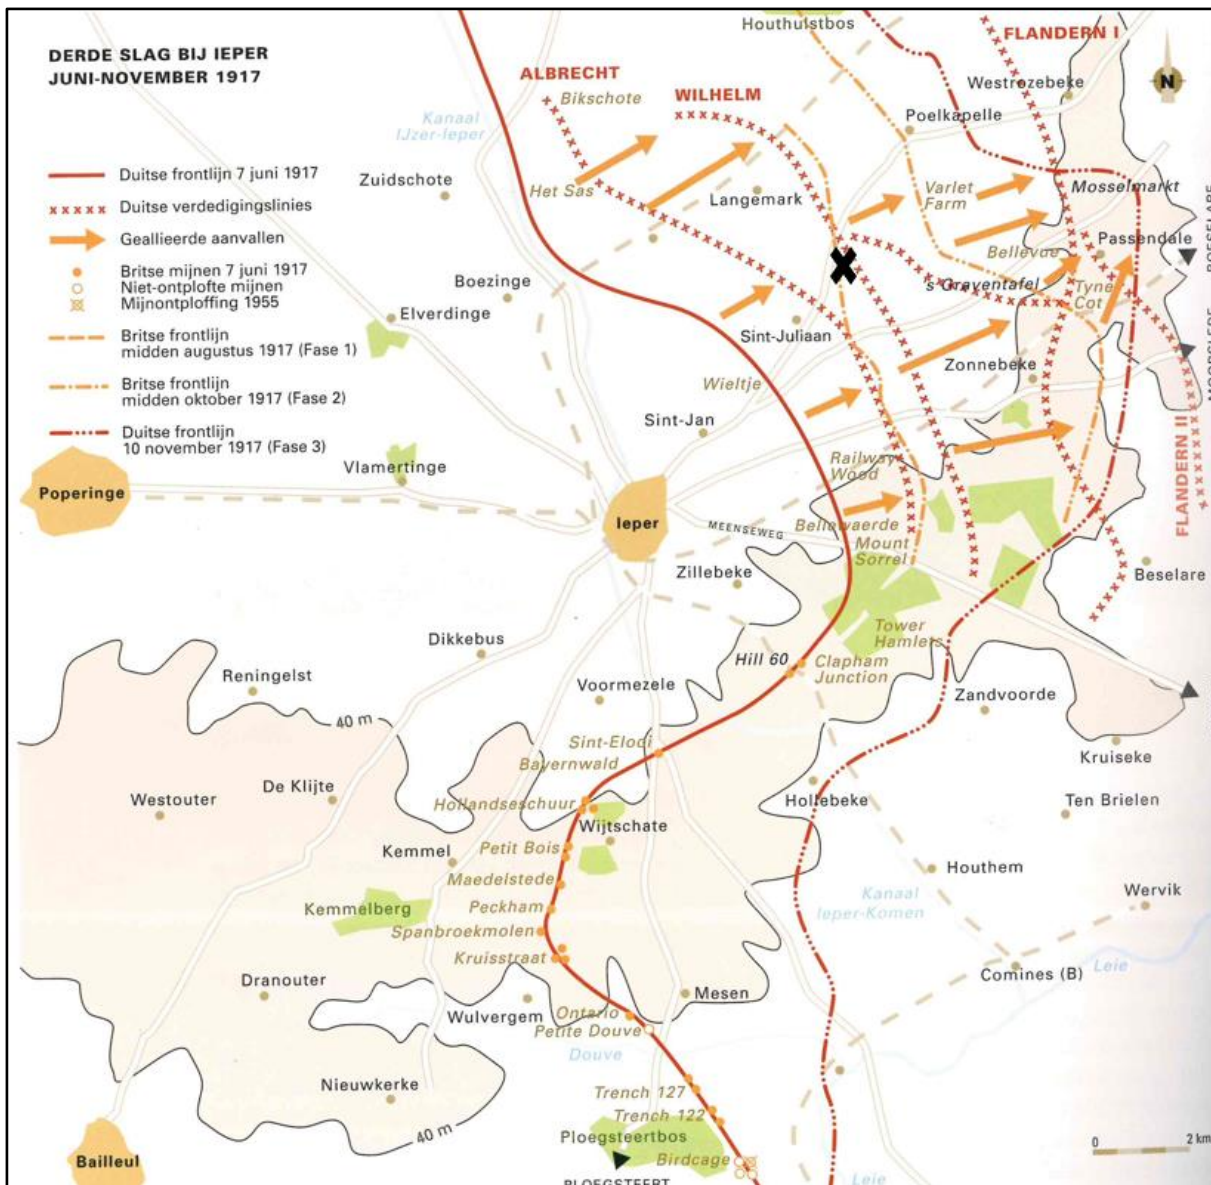 DERDE SLAG BIJ IEPER
JUNI-NOVEMBER 1917
Duitse frontlijn 7 juni 1917
Duitse verdedigingslinies
Geallieerde aanvallen
Britse mijnen 7 juni 1917
Niet-ontplofte mijnen
Mijnontploffing 1955
Britse frontlijn
midden augustus 1917 (Fase 1)
Britse frontlijn
midden oktober 1917 (Fase 2)
Duitse frontlijn
10 november 1917 (Fase 3)
Houthulstbos
FLANDERN I
N
ALBRECHT
Bikschote
WILHELM
Westrozebeke
Poelkapelle
Kanaal
IJzer-Ieper
Zuidschote
Het Sas
Langemark
Varlet
Farm
Mosselmarkt
ROESELARE
Boezinge
Bellevue
Passendale
's Graventafel
Tyne
Cot
Elverdinge
Sint-Juliaan
Zonnebeke
MOORSLEDE
Wieltje
Sint-Jan
Vlamertinge
Railway
Wood
FLANDERN II
Poperinge
Ieper
MEENSEWEG
Bellewaerde
Mount
Sorrel
Zillebeke
Beselare
Tower
Hamlets
Dikkebus
Hill 60
Clapham
Junction
Reningelst
Voormezele
Zandvoorde
40 m
Sint-Elooi
Bayernwald
Kruiseke
De Klijte
Westouter
Hollandseschuur
Hollebeke
Ten Brielen
Wijtschate
Kemmel
Petit Bois
Houthem
Maedelstede
Kanaal
Ieper-Komen
Wervik
Kemmelberg
Peckham
Spanbroekmolen
Kruisstraat
Comines (B)
Leie
Dranouter
Mesen
Wulvergem
Ontario
Petite Douve
Douve
Nieuwkerke
Trench 127
Trench 122
40 m
Ploegsteertbos
0 2 km
Bailleul
Birdcage
PLOEGSTEERT
Leie